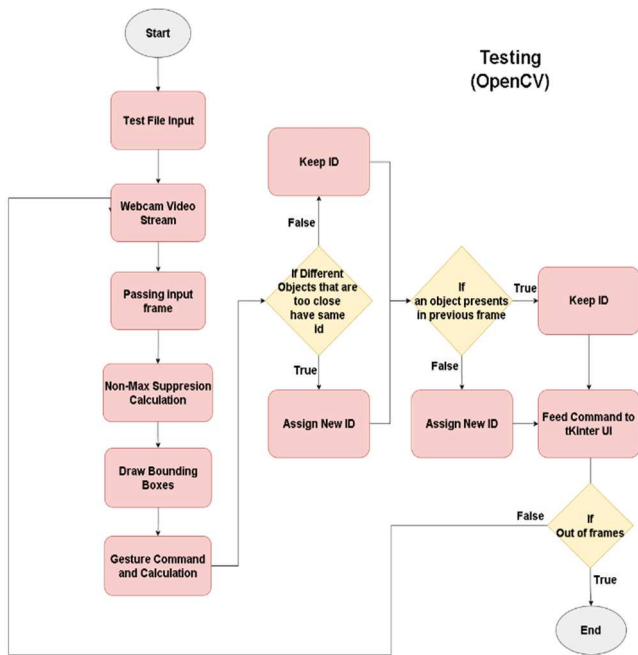 Start
Testing
(OpenCV)
Test File Input
Webcam Video
Stream
Passing input
frame
Non-Max Suppresion
Calculation
Draw Bounding
Boxes
Gesture Command
and Calculation
Keep ID
False
If Different
Objects that are
too close
have same
id
True
Assign New ID
If
an object presents
in previous frame
True
Keep ID
False
Assign New ID
Feed Command to
tKinter UI
False
If
Out of frames
True
End